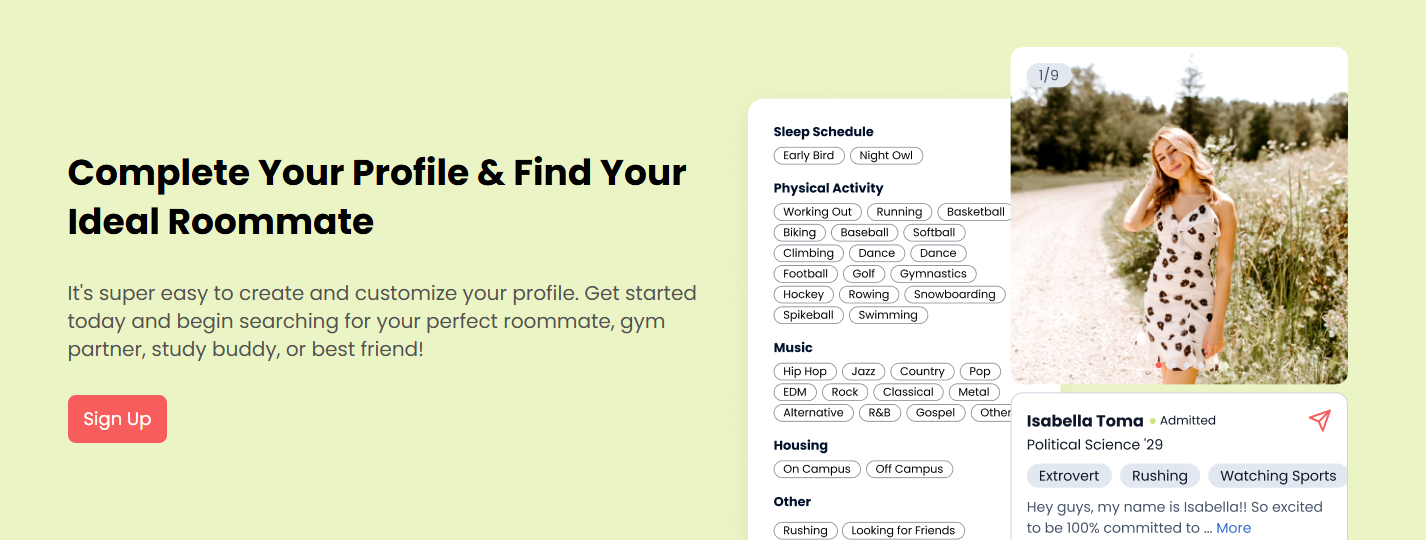 Complete Your Profile & Find Your
Ideal Roommate
It's super easy to create and customize your profile. Get started
today and begin searching for your perfect roommate, gym
partner, study buddy, or best friend!
Sign Up
Sleep Schedule
Early Bird Night Owl
Physical Activity
Working Out Running Basketball
Biking Baseball Softball
Climbing Dance Dance
Football Golf Gymnastics
Hockey Rowing Snowboarding
Spikeball Swimming
Music
Hip Hop Jazz Country Pop
EDM Rock Classical Metal
Alternative R&B Gospel Other
Housing
On Campus Off Campus
Other
Rushing Looking for Friends
1/9
Isabella Toma Admitted
Political Science '29
Extrovert Rushing Watching Sports
Hey guys, my name is Isabella!! So excited
to be 100% committed to ... More